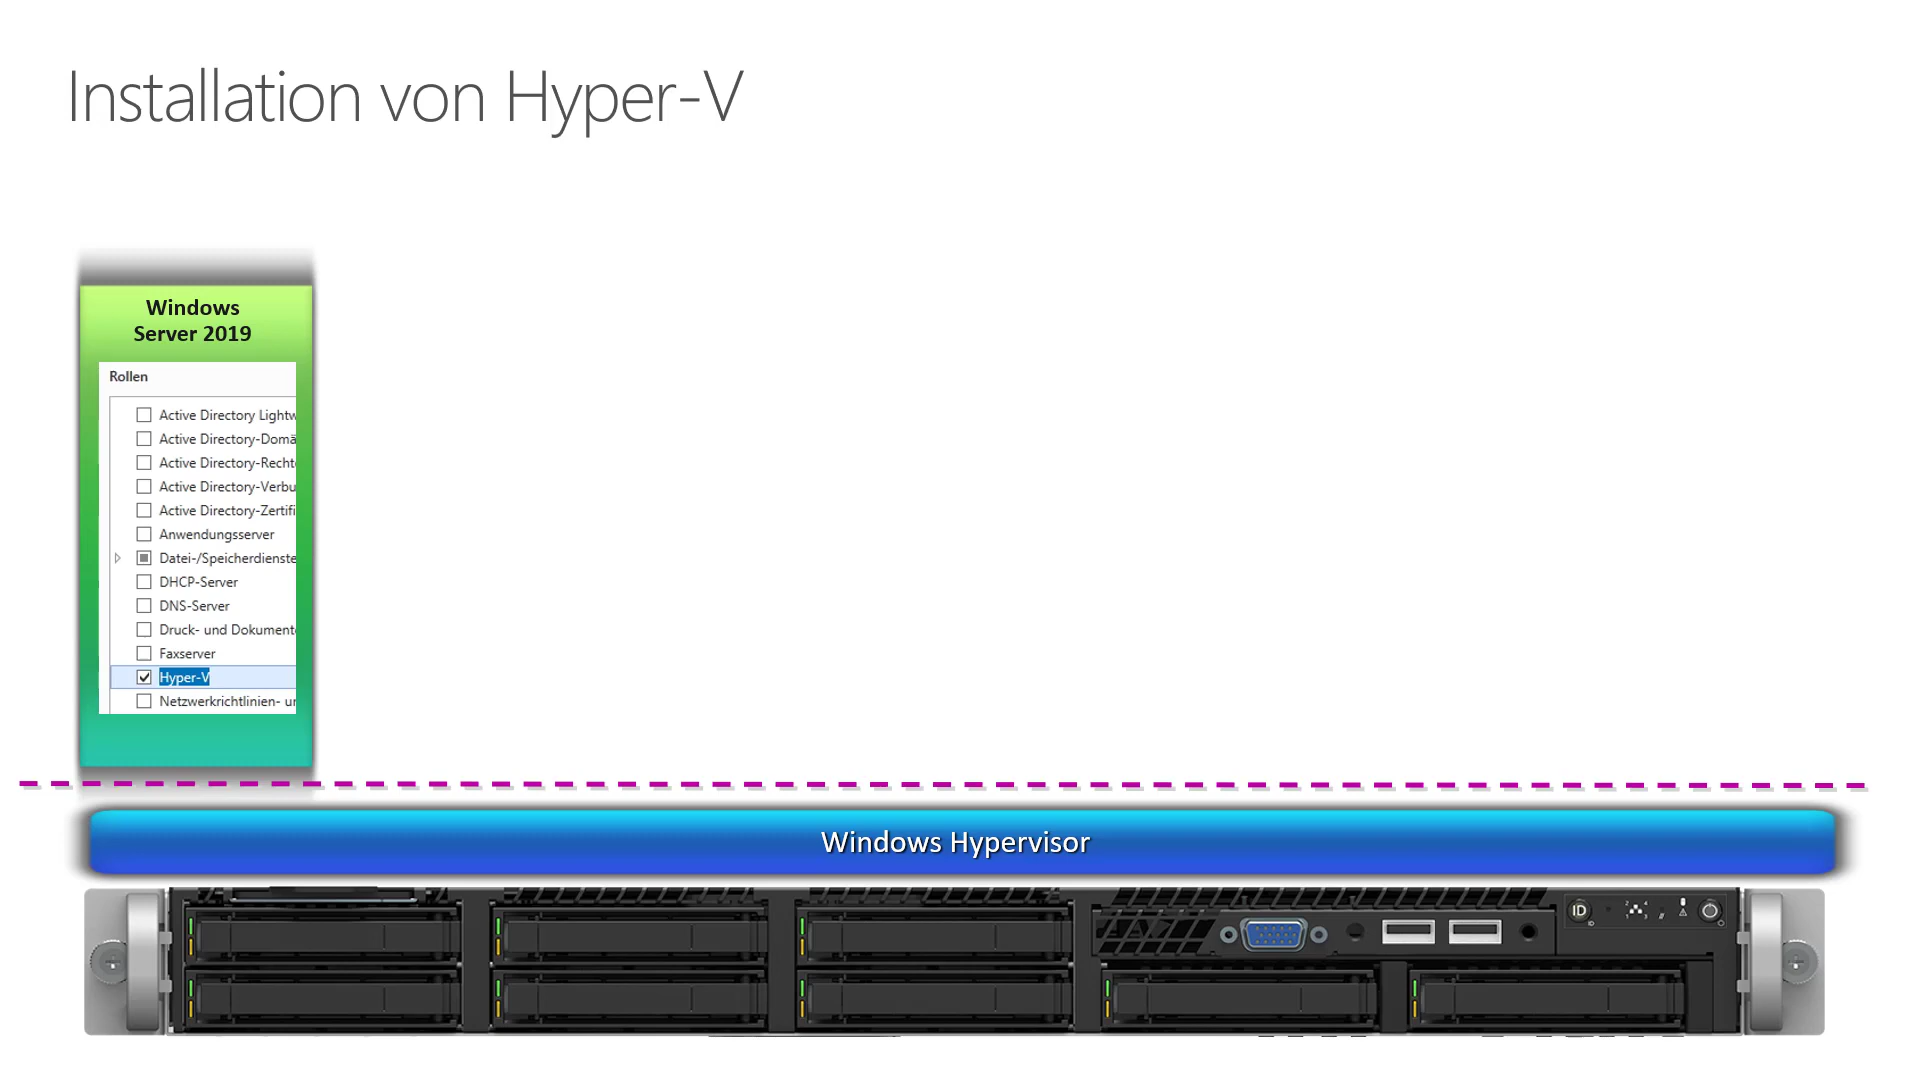 Installation von Hyper-V
Windows
Server 2019
Rollen
Active Directory Lightw
Active Directory-Domä
Active Directory-Recht
Active Directory-Verbu
Active Directory-Zertifi
Anwendungsserver
Datei-/Speicherdienste
DHCP-Server
DNS-Server
Druck- und Dokument
Faxserver
Hyper-V
Netzwerkrichtlinien- ur
Windows Hypervisor
ID